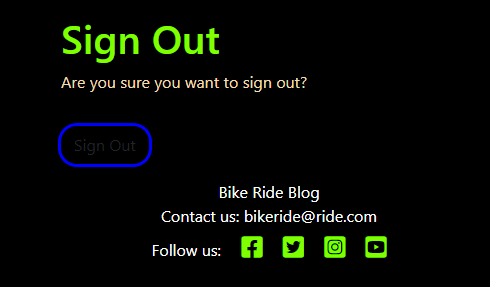 Sign Out
Are you sure you want to sign out?
Sign Out
Bike Ride Blog
Contact us: bikeride@ride.com
Follow us: